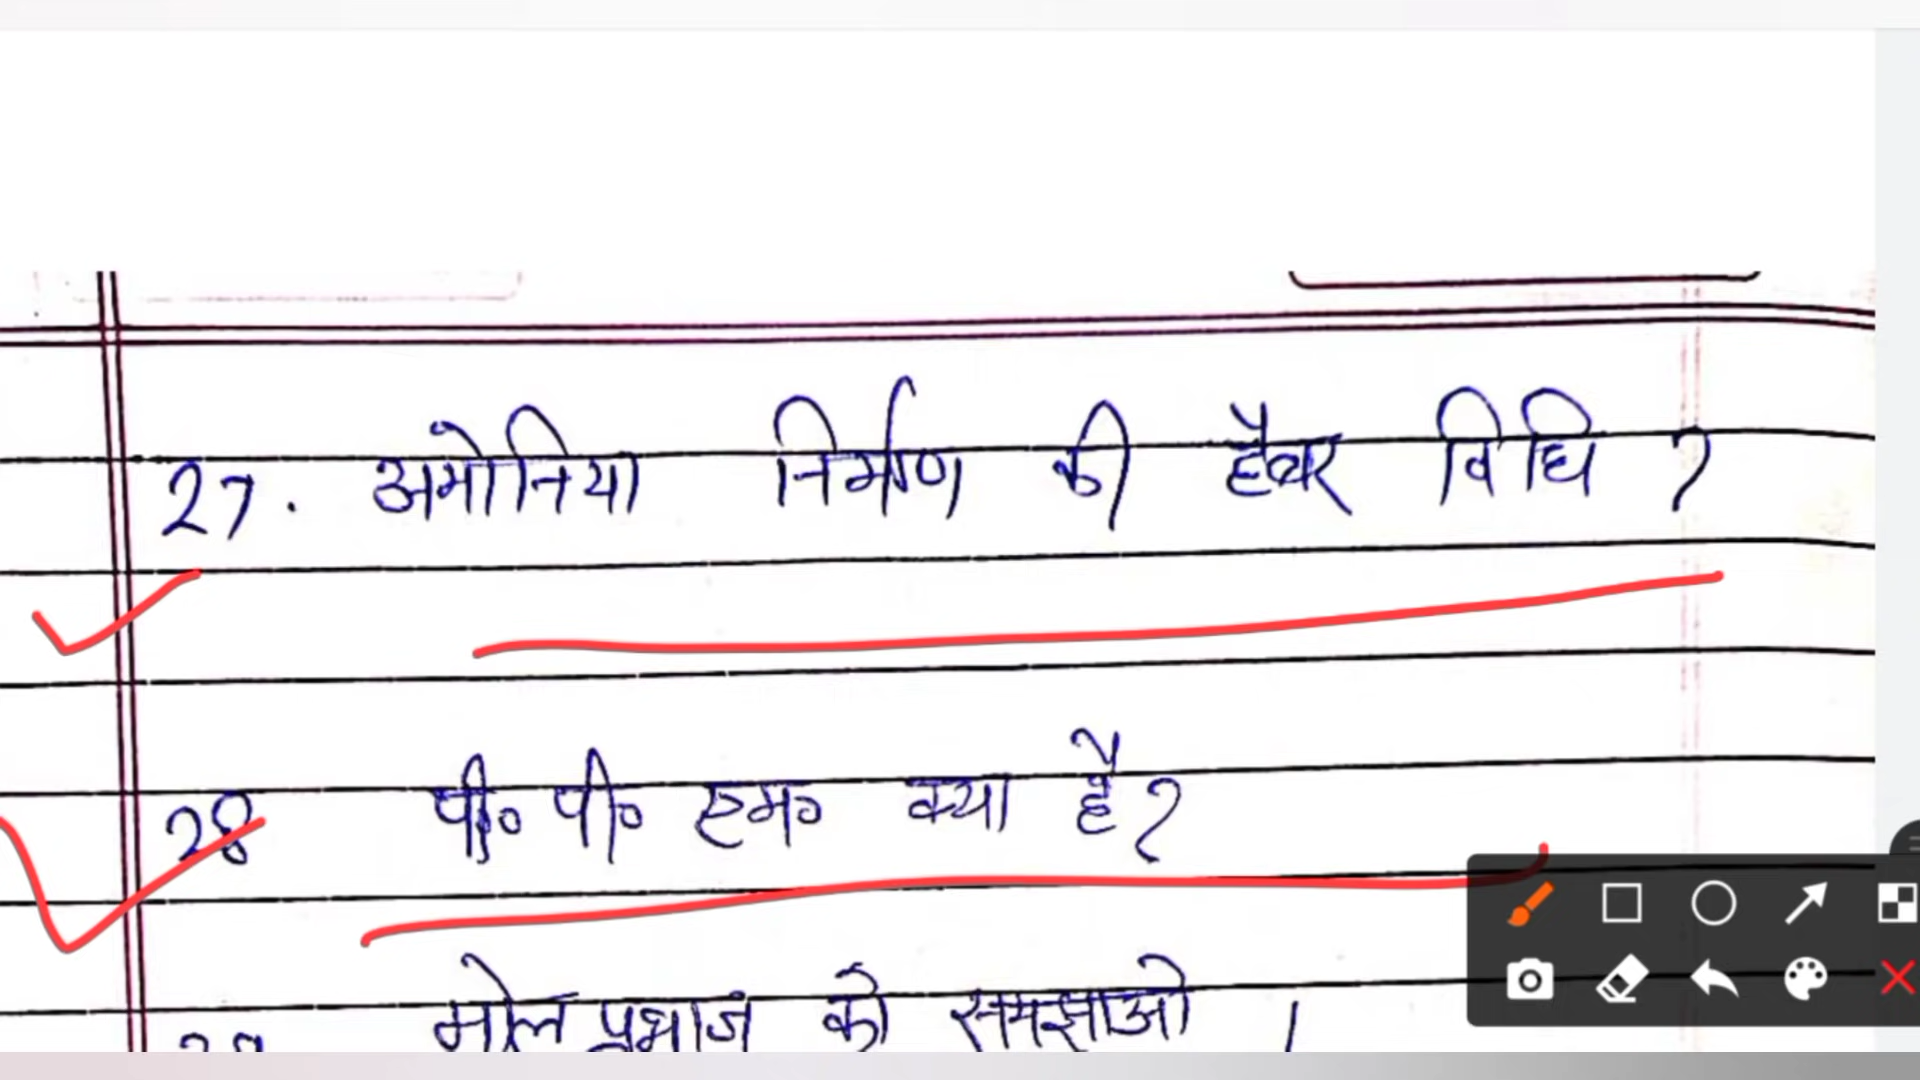 27. अमोनिया निर्माण की हैबर विधि ?
28 पी० पी० एम० क्या है?
मोल प्रभाज को समझाओ ।